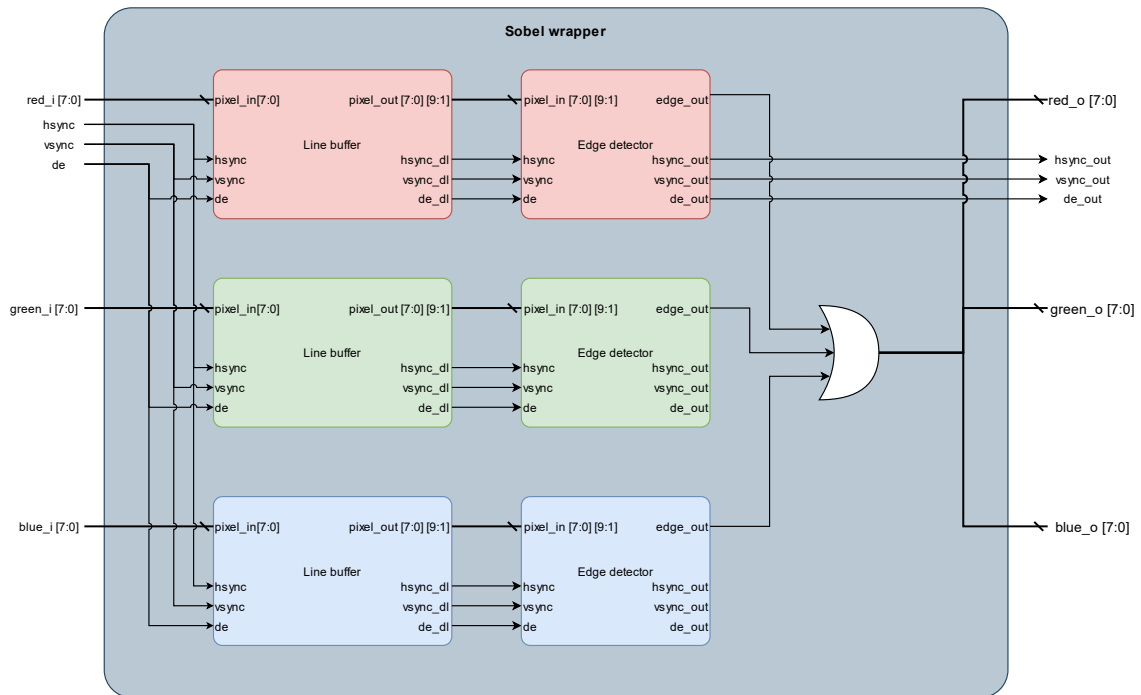 Sobel wrapper
red_i [7:0]
hsync
vsync
de
pixel_in[7:0]
pixel_out [7:0] [9:1]
Line buffer
hsync
hsync_dl
vsync
vsync_dl
de
de_dl
pixel_in [7:0] [9:1]
edge_out
Edge detector
hsync
hsync_out
vsync
vsync_out
de
de_out
red_o [7:0]
hsync_out
vsync_out
de_out
green_i [7:0]
pixel_in[7:0]
pixel_out [7:0] [9:1]
Line buffer
hsync
hsync_dl
vsync
vsync_dl
de
de_dl
pixel_in [7:0] [9:1]
edge_out
Edge detector
hsync
hsync_out
vsync
vsync_out
de
de_out
green_o [7:0]
blue_i [7:0]
pixel_in[7:0]
pixel_out [7:0] [9:1]
Line buffer
hsync
hsync_dl
vsync
vsync_dl
de
de_dl
pixel_in [7:0] [9:1]
edge_out
Edge detector
hsync
hsync_out
vsync
vsync_out
de
de_out
blue_o [7:0]